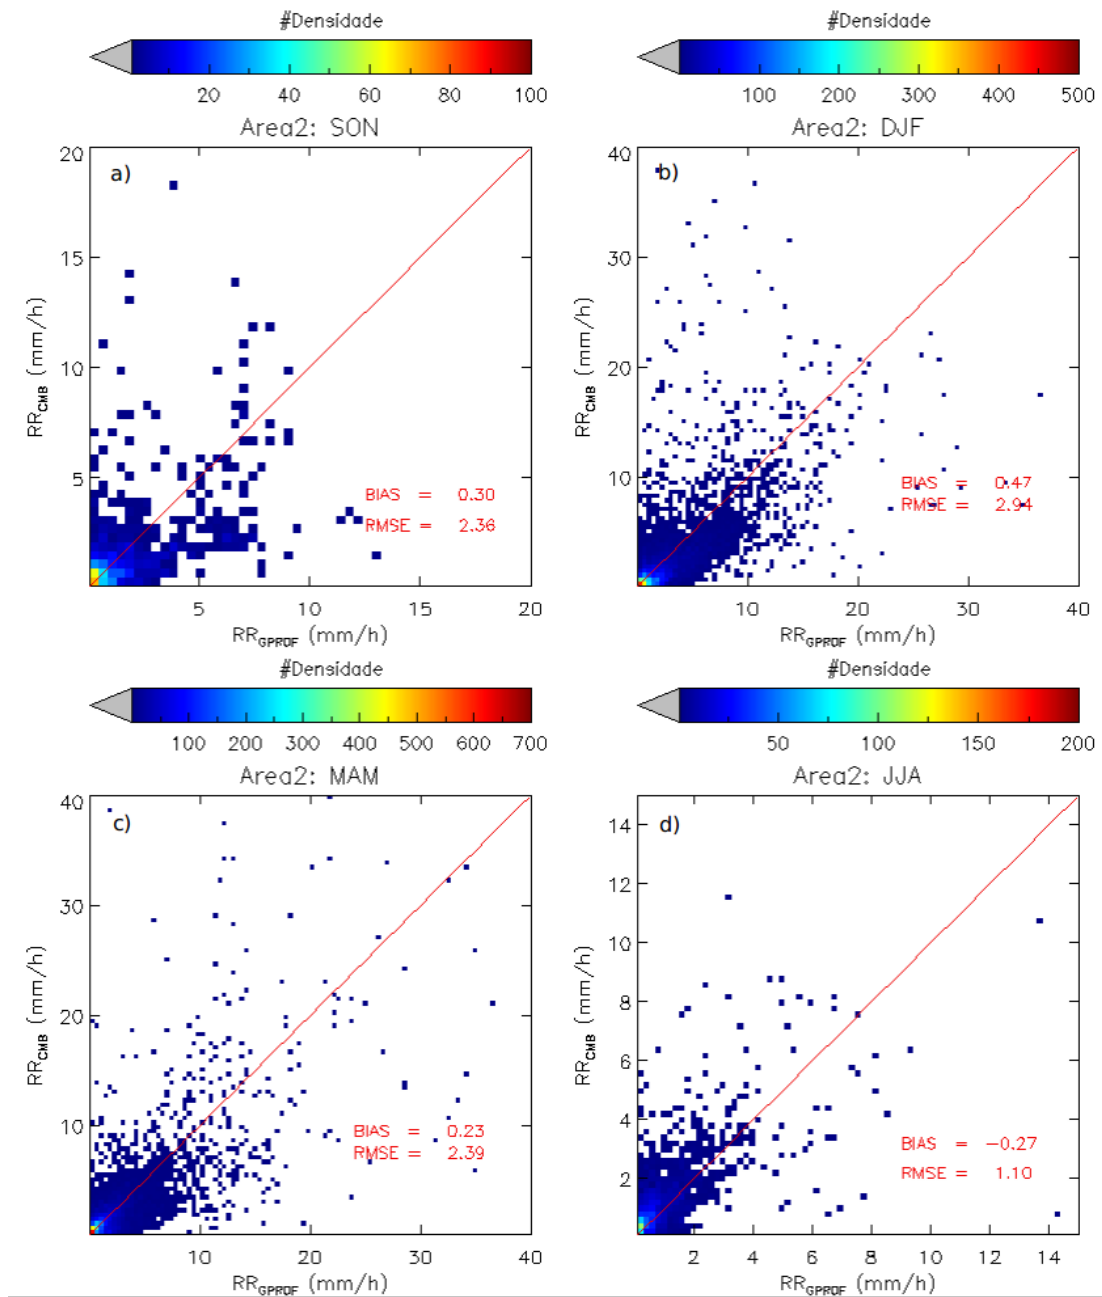 #Densidade
20 40 60 80 100
Area2: SON
a)
20
15
10
5
RR_CMB (mm/h)
BIAS = 0.30
RMSE = 2.36
5 10 15 20
RR_GPROF (mm/h)
#Densidade
100 200 300 400 500
Area2: DJF
b)
40
30
20
10
RR_CMB (mm/h)
BIAS = 0.47
RMSE = 2.94
10 20 30 40
RR_GPROF (mm/h)
#Densidade
100 200 300 400 500 600 700
Area2: MAM
c)
40
30
20
10
RR_CMB (mm/h)
BIAS = 0.23
RMSE = 2.39
10 20 30 40
RR_GPROF (mm/h)
#Densidade
50 100 150 200
Area2: JJA
d)
14
12
10
8
6
4
2
RR_CMB (mm/h)
BIAS = −0.27
RMSE = 1.10
2 4 6 8 10 12 14
RR_GPROF (mm/h)